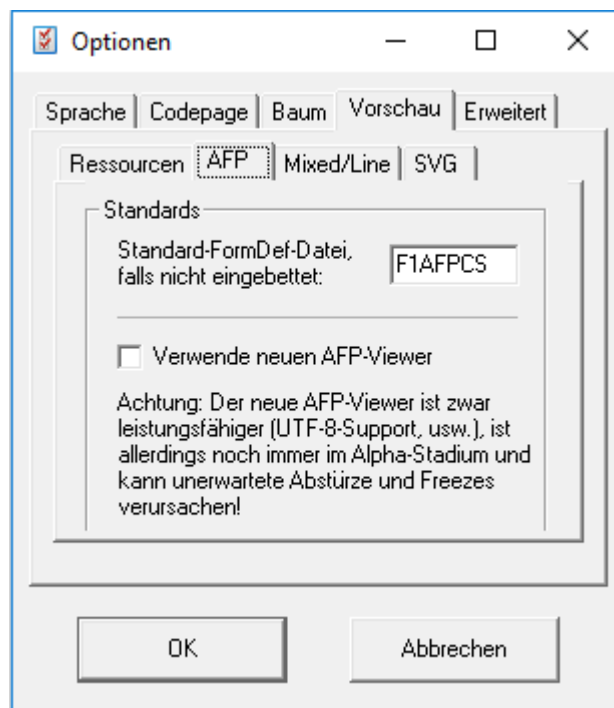 Optionen
Sprache Codepage Baum Vorschau Erweitert
Ressourcen AFP Mixed/Line SVG
Standards
Standard-FormDef-Datei,
falls nicht eingebettet:
F1AFPCS
Verwende neuen AFP-Viewer
Achtung: Der neue AFP-Viewer ist zwar
leistungsfähiger (UTF-8-Support, usw.), ist
allerdings noch immer im Alpha-Stadium und
kann unerwartete Abstürze und Freezes
verursachen!
OK Abbrechen